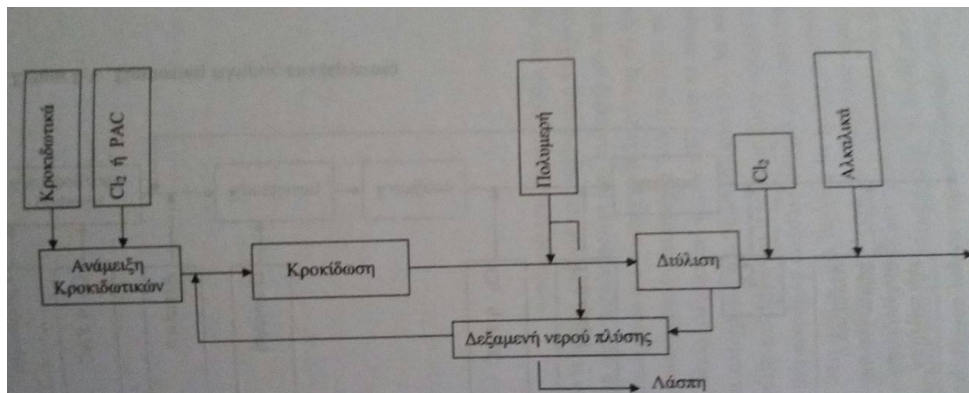 Κροκιδωτικά
Cl₂ ή PAC
Πολυμερή
Cl₂
Αλκαλικά
Ανάμειξη
Κροκιδωτικών
Κροκίδωση
Διύλιση
Δεξαμενή νερού πλύσης
Λάσπη